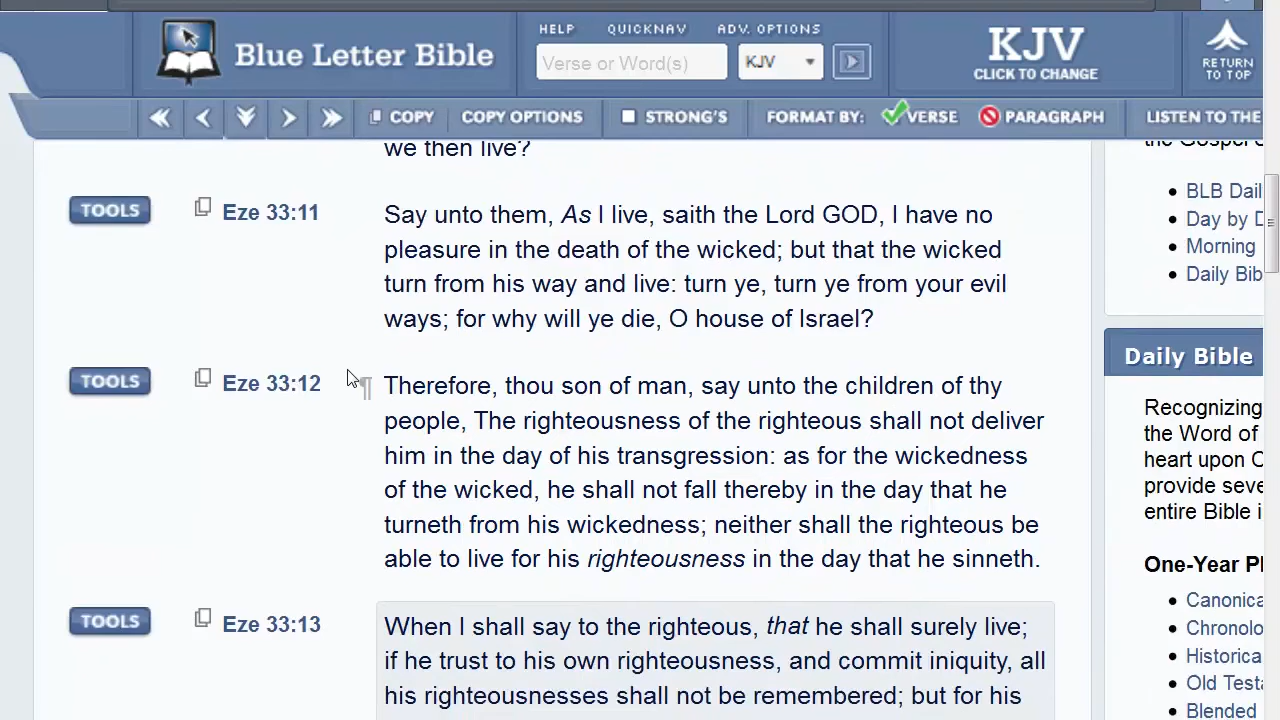 HELP QUICKNAV ADV. OPTIONS
Blue Letter Bible
Verse or Word(s) KJV
KJV
CLICK TO CHANGE
RETURN
TO TOP
COPY COPY OPTIONS STRONG'S FORMAT BY: VERSE PARAGRAPH LISTEN TO THE
we then live?
TOOLS Eze 33:11 Say unto them, As I live, saith the Lord GOD, I have no
pleasure in the death of the wicked; but that the wicked
turn from his way and live: turn ye, turn ye from your evil
ways; for why will ye die, O house of Israel?
TOOLS Eze 33:12 ¶ Therefore, thou son of man, say unto the children of thy
people, The righteousness of the righteous shall not deliver
him in the day of his transgression: as for the wickedness
of the wicked, he shall not fall thereby in the day that he
turneth from his wickedness; neither shall the righteous be
able to live for his righteousness in the day that he sinneth.
TOOLS Eze 33:13 When I shall say to the righteous, that he shall surely live;
if he trust to his own righteousness, and commit iniquity, all
his righteousnesses shall not be remembered; but for his
the Gospel
BLB Dail
Day by D
Morning
Daily Bib
Daily Bible
Recognizing
the Word of
heart upon C
provide seve
entire Bible i
One-Year Pl
Canonica
Chronolo
Historica
Old Testa
Blended